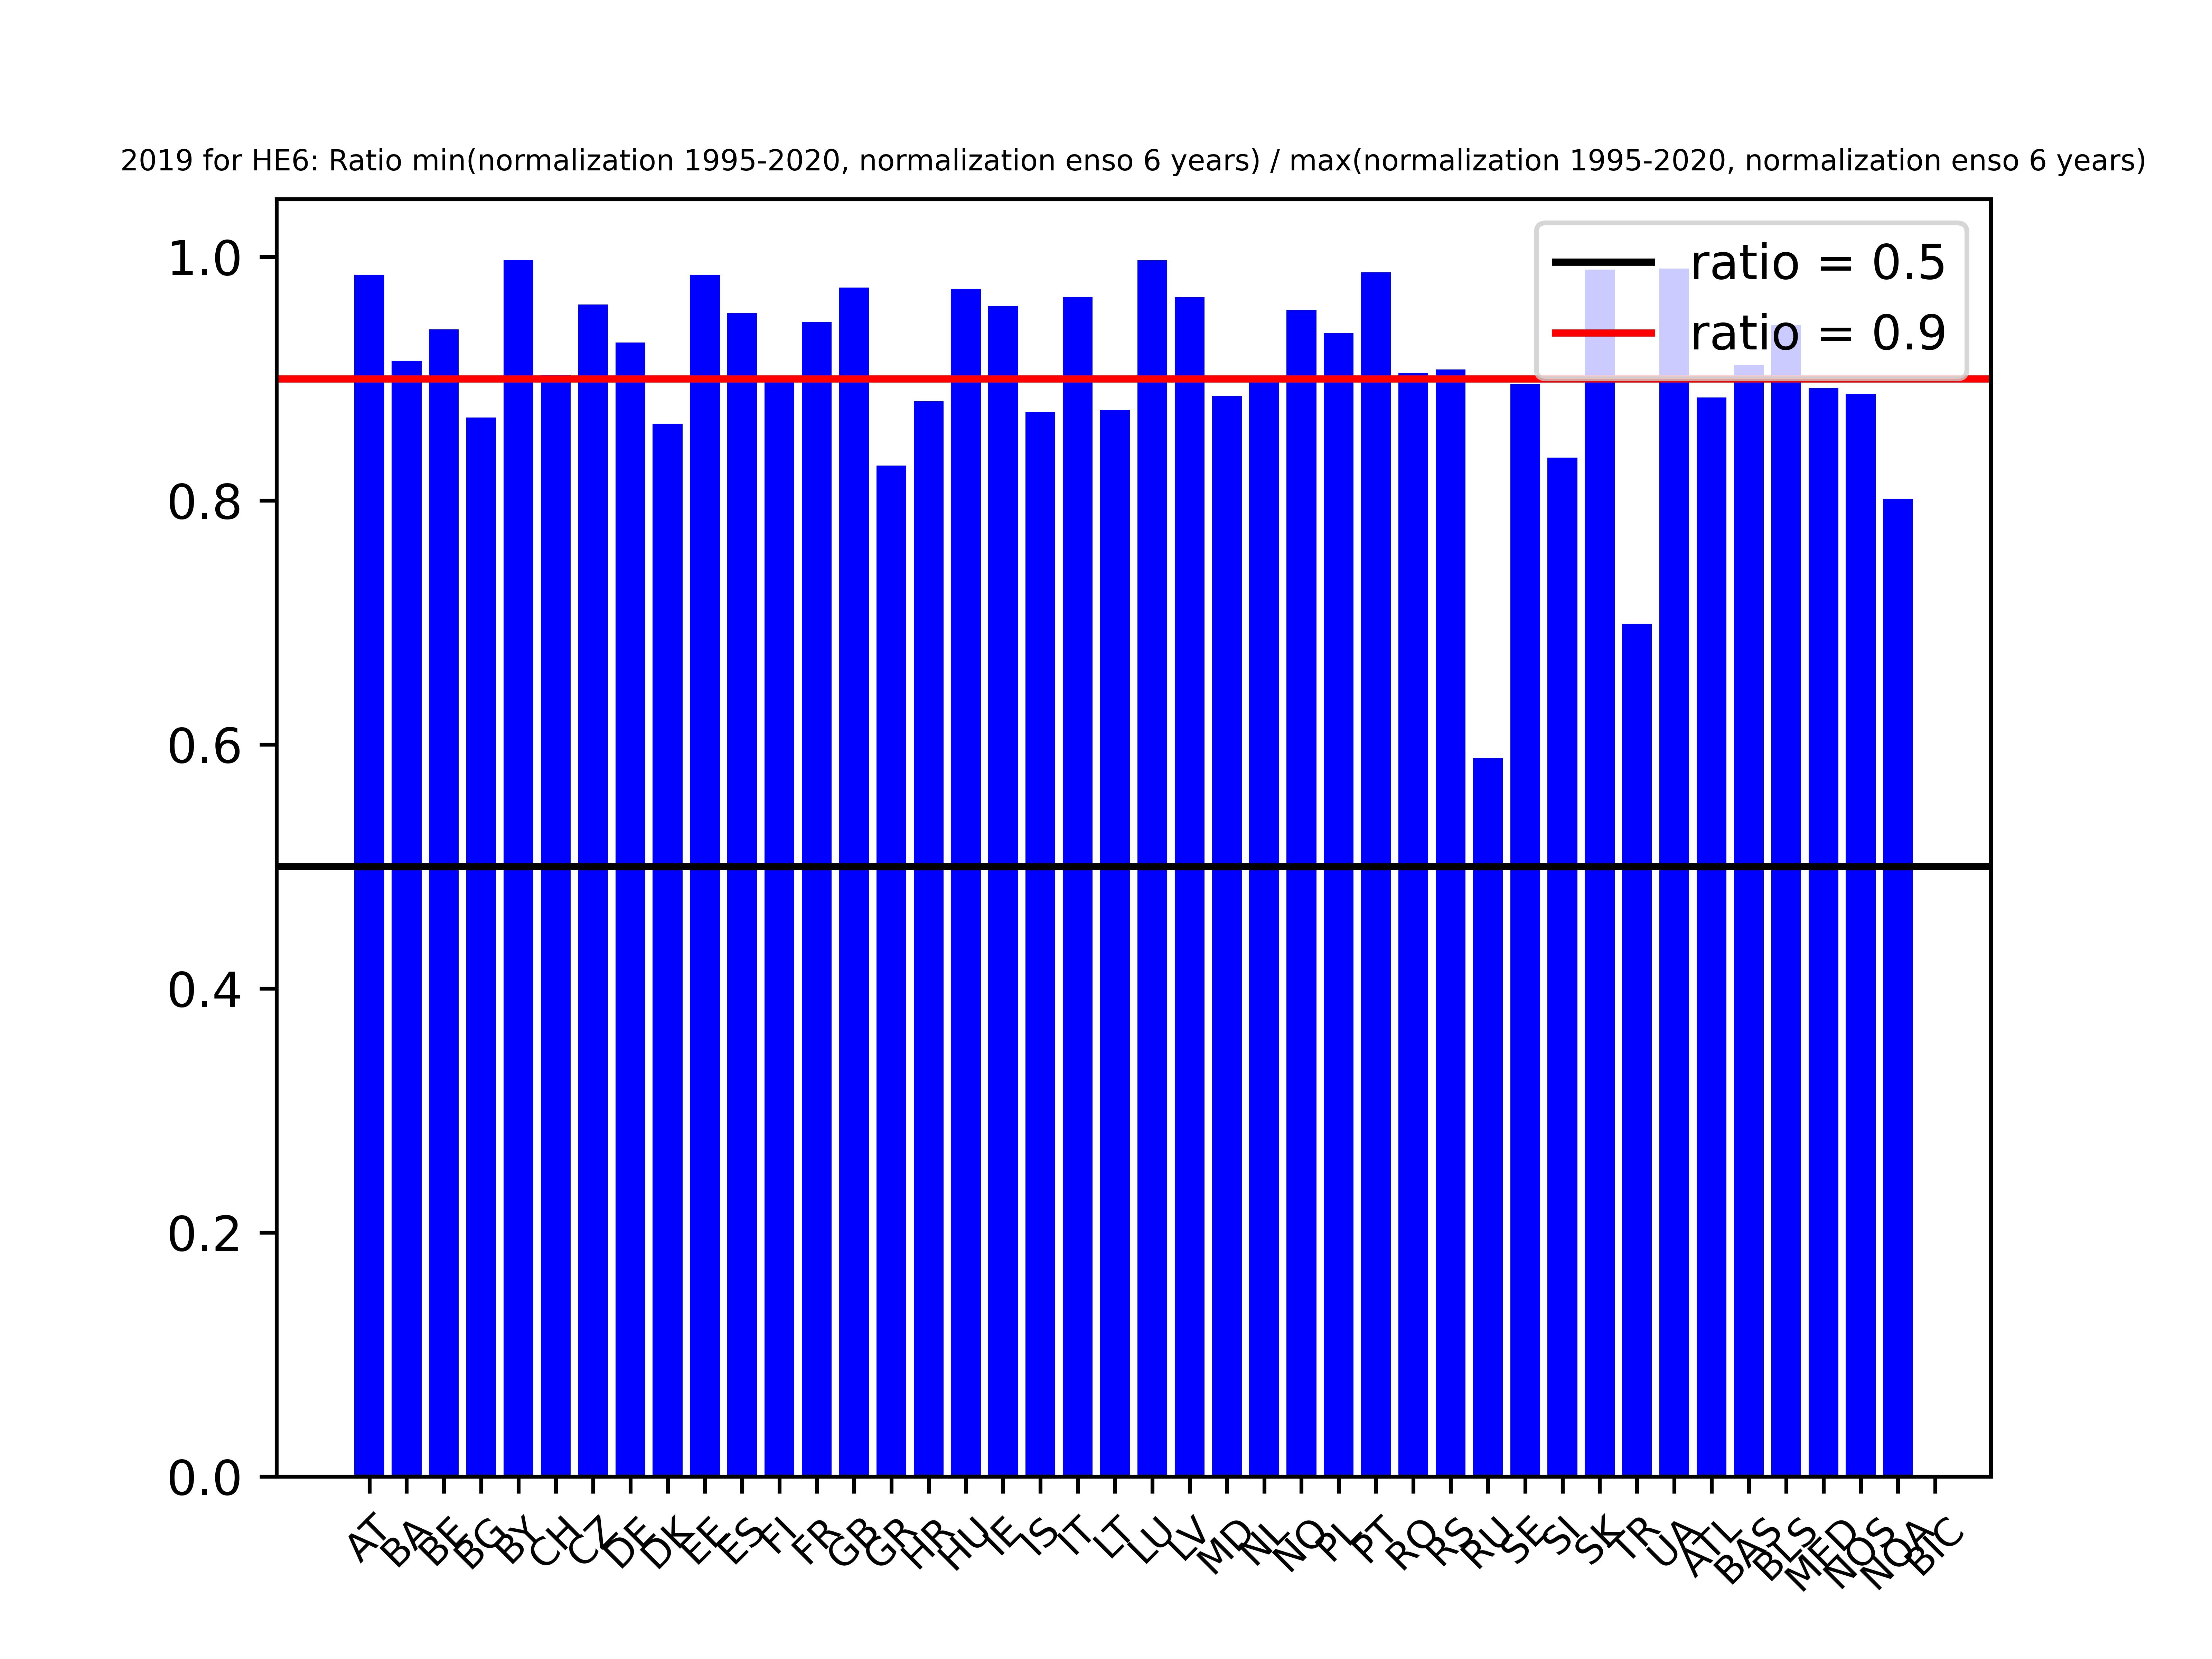 2019 for HE6: Ratio min(normalization 1995-2020, normalization enso 6 years) / max(normalization 1995-2020, normalization enso 6 years)
ratio = 0.5
ratio = 0.9
1.0
0.8
0.6
0.4
0.2
0.0
AT BA BE BG BY CH CZ DE DK EE ES FI FR GB GR HR HU IE IS IT LT LU LV MD NL NO PL PT RO RS RU SE SI SK TR UA ATL BAS BLS MED NOS NOA BIC